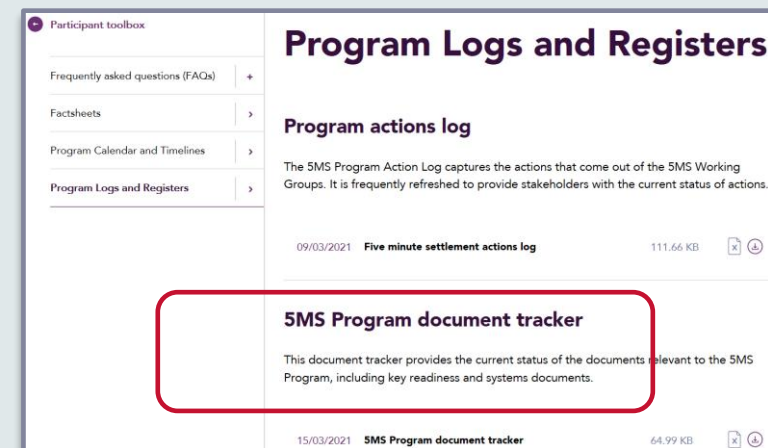 Participant toolbox
Frequently asked questions (FAQs) +
Factsheets
Program Calendar and Timelines
Program Logs and Registers
Program Logs and Registers
Program actions log
The 5MS Program Action Log captures the actions that come out of the 5MS Working
Groups. It is frequently refreshed to provide stakeholders with the current status of actions.
09/03/2021 Five minute settlement actions log 111.66 KB
5MS Program document tracker
This document tracker provides the current status of the documents relevant to the 5MS
Program, including key readiness and systems documents.
15/03/2021 5MS Program document tracker 64.99 KB